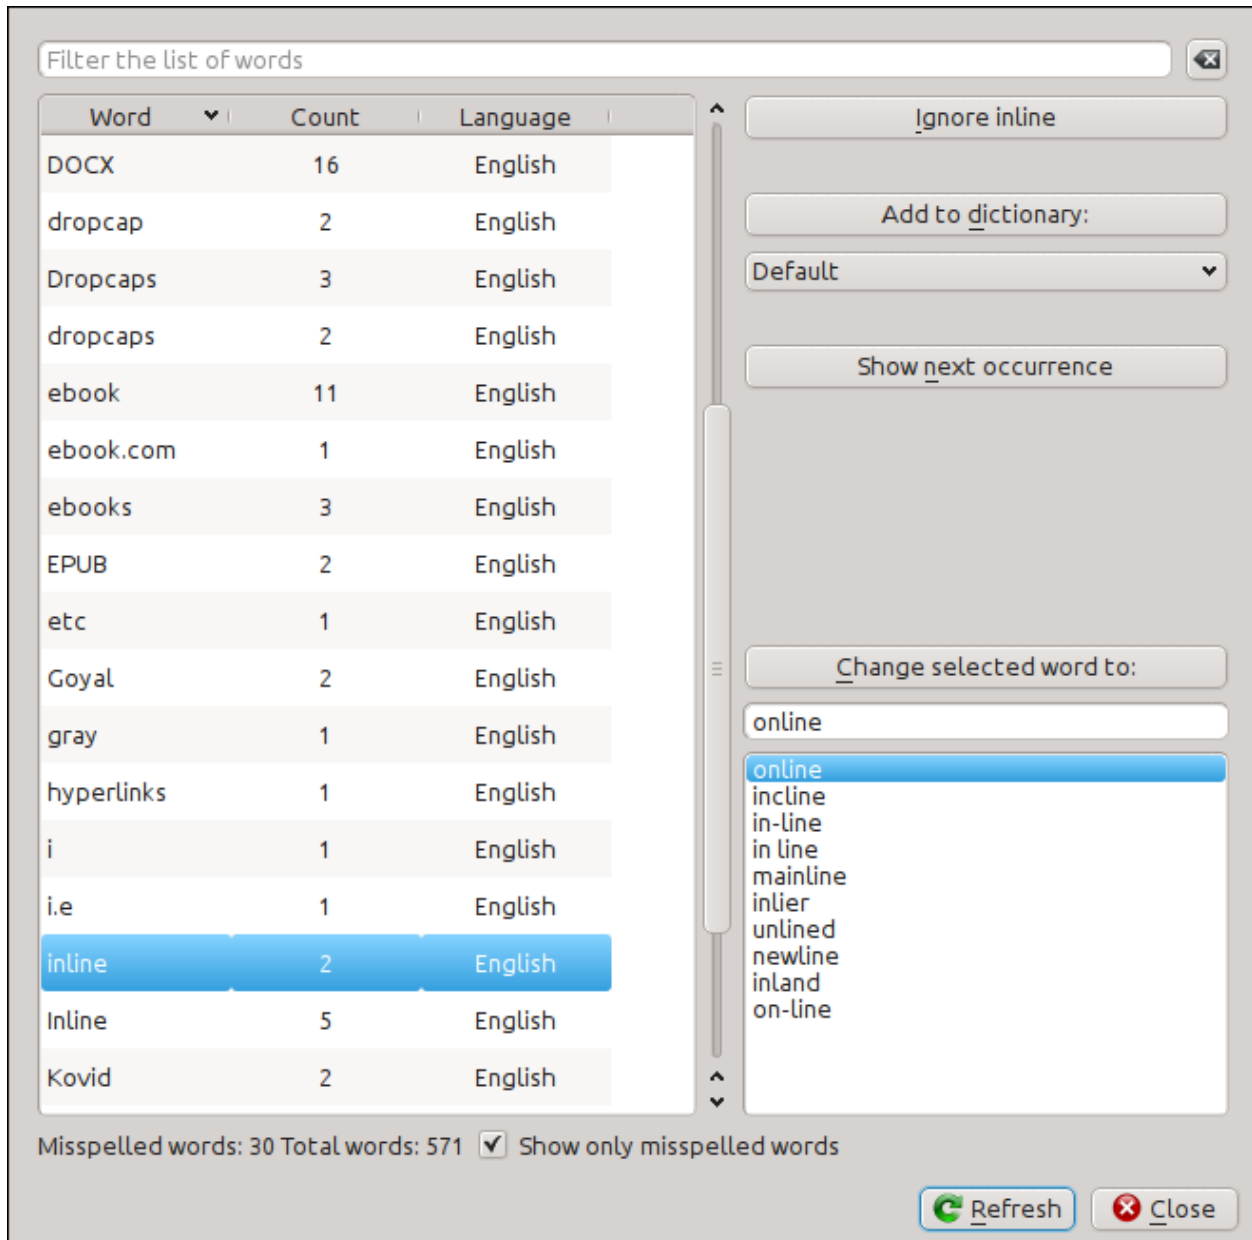 Filter the list of words
Word Count Language
DOCX 16 English
dropcap 2 English
Dropcaps 3 English
dropcaps 2 English
ebook 11 English
ebook.com 1 English
ebooks 3 English
EPUB 2 English
etc 1 English
Goyal 2 English
gray 1 English
hyperlinks 1 English
i 1 English
i.e 1 English
inline 2 English
Inline 5 English
Kovid 2 English
Ignore inline
Add to dictionary:
Default
Show next occurrence
Change selected word to:
online
online
incline
in-line
in line
mainline
inlier
unlined
newline
inland
on-line
Misspelled words: 30 Total words: 571 Show only misspelled words
Refresh Close